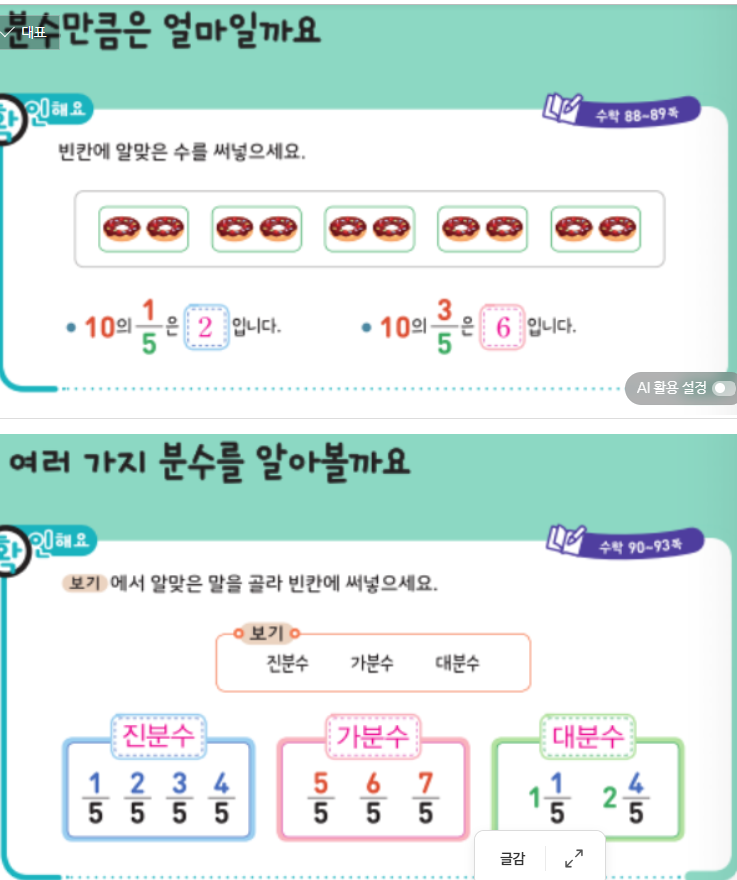 분수만큼은 얼마일까요
대표
확인해요
수학 88~89쪽
빈칸에 알맞은 수를 써넣으세요.
• 10의 1/5은 2 입니다. • 10의 3/5은 6 입니다.
AI 활용 설정
여러 가지 분수를 알아볼까요
확인해요
수학 90~93쪽
보기 에서 알맞은 말을 골라 빈칸에 써넣으세요.
보기
진분수 가분수 대분수
진분수 가분수 대분수
1/5 2/5 3/5 4/5 5/5 6/5 7/5 1 1/5 2 4/5
글감